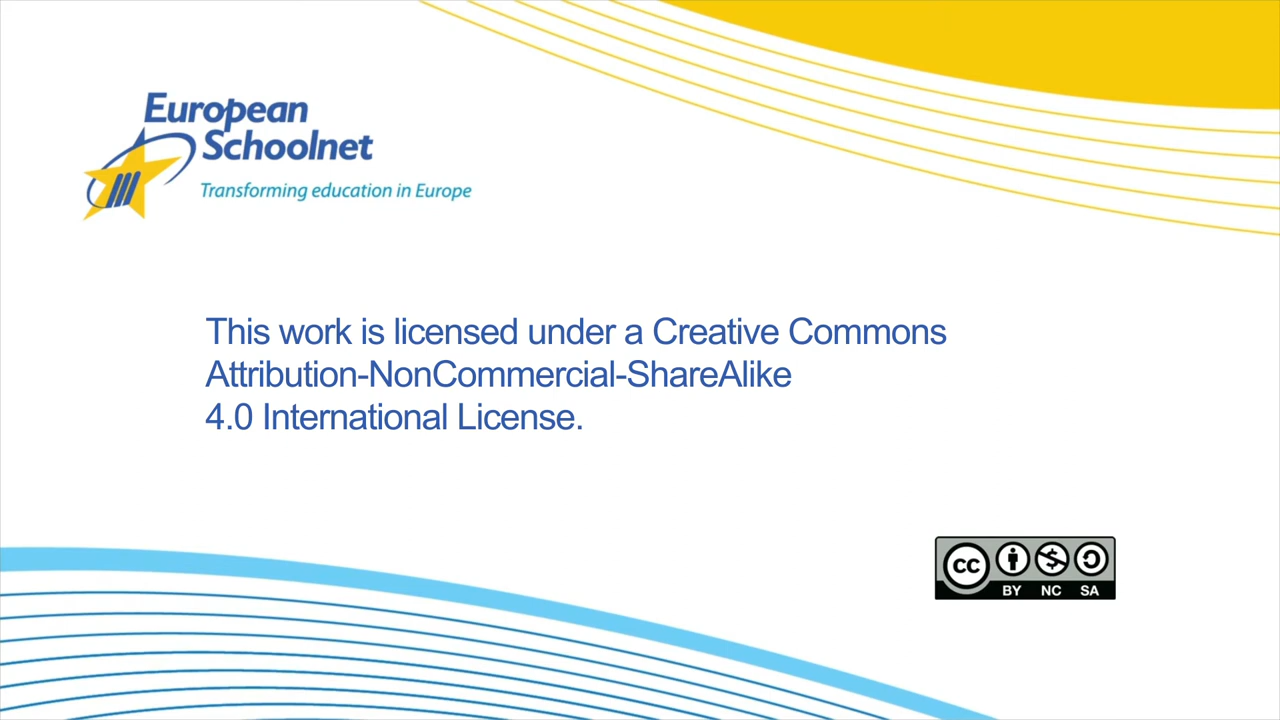 European
Schoolnet
Transforming education in Europe
This work is licensed under a Creative Commons
Attribution-NonCommercial-ShareAlike
4.0 International License.
CC
BY NC SA